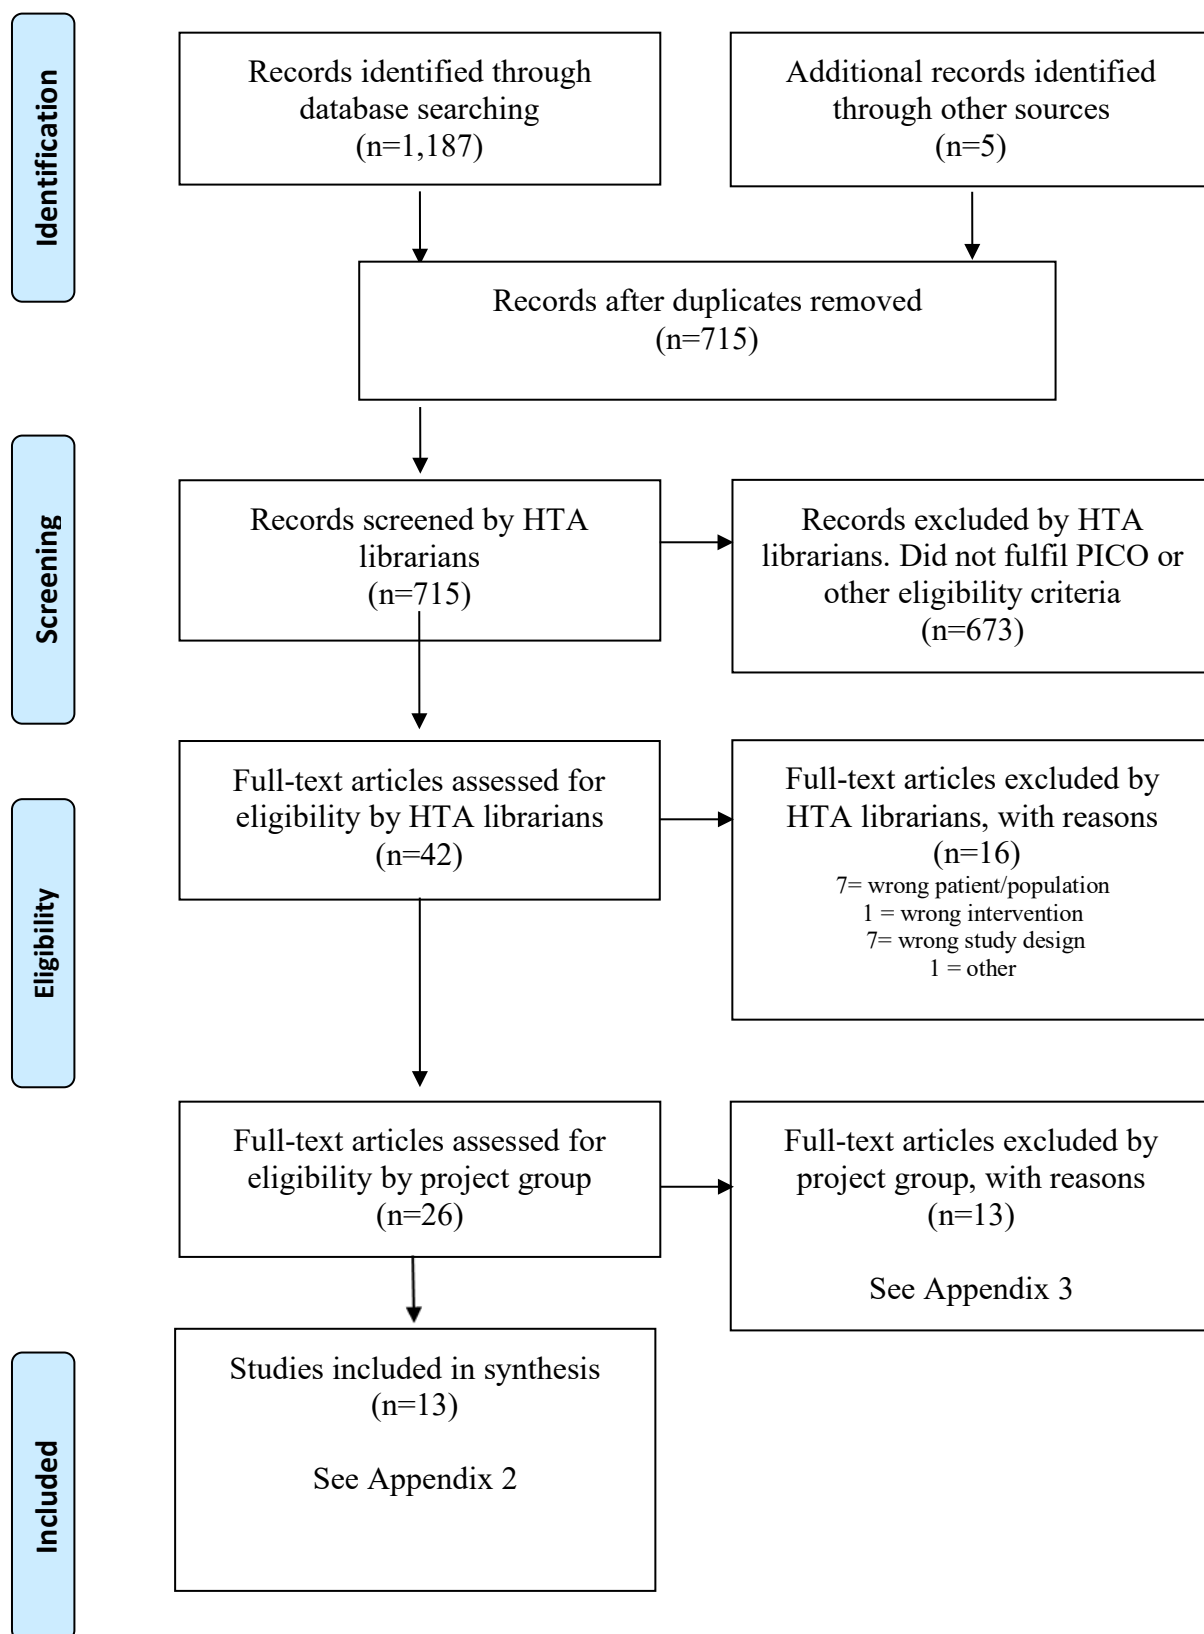 Identification
Records identified through
database searching
(n=1,187)
Additional records identified
through other sources
(n=5)
Records after duplicates removed
(n=715)
Screening
Records screened by HTA
librarians
(n=715)
Records excluded by HTA
librarians. Did not fulfil PICO or
other eligibility criteria
(n=673)
Eligibility
Full-text articles assessed for
eligibility by HTA librarians
(n=42)
Full-text articles excluded by
HTA librarians, with reasons
(n=16)
7= wrong patient/population
1 = wrong intervention
7= wrong study design
1 = other
Full-text articles assessed for
eligibility by project group
(n=26)
Full-text articles excluded by
project group, with reasons
(n=13)
See Appendix 3
Included
Studies included in synthesis
(n=13)
See Appendix 2